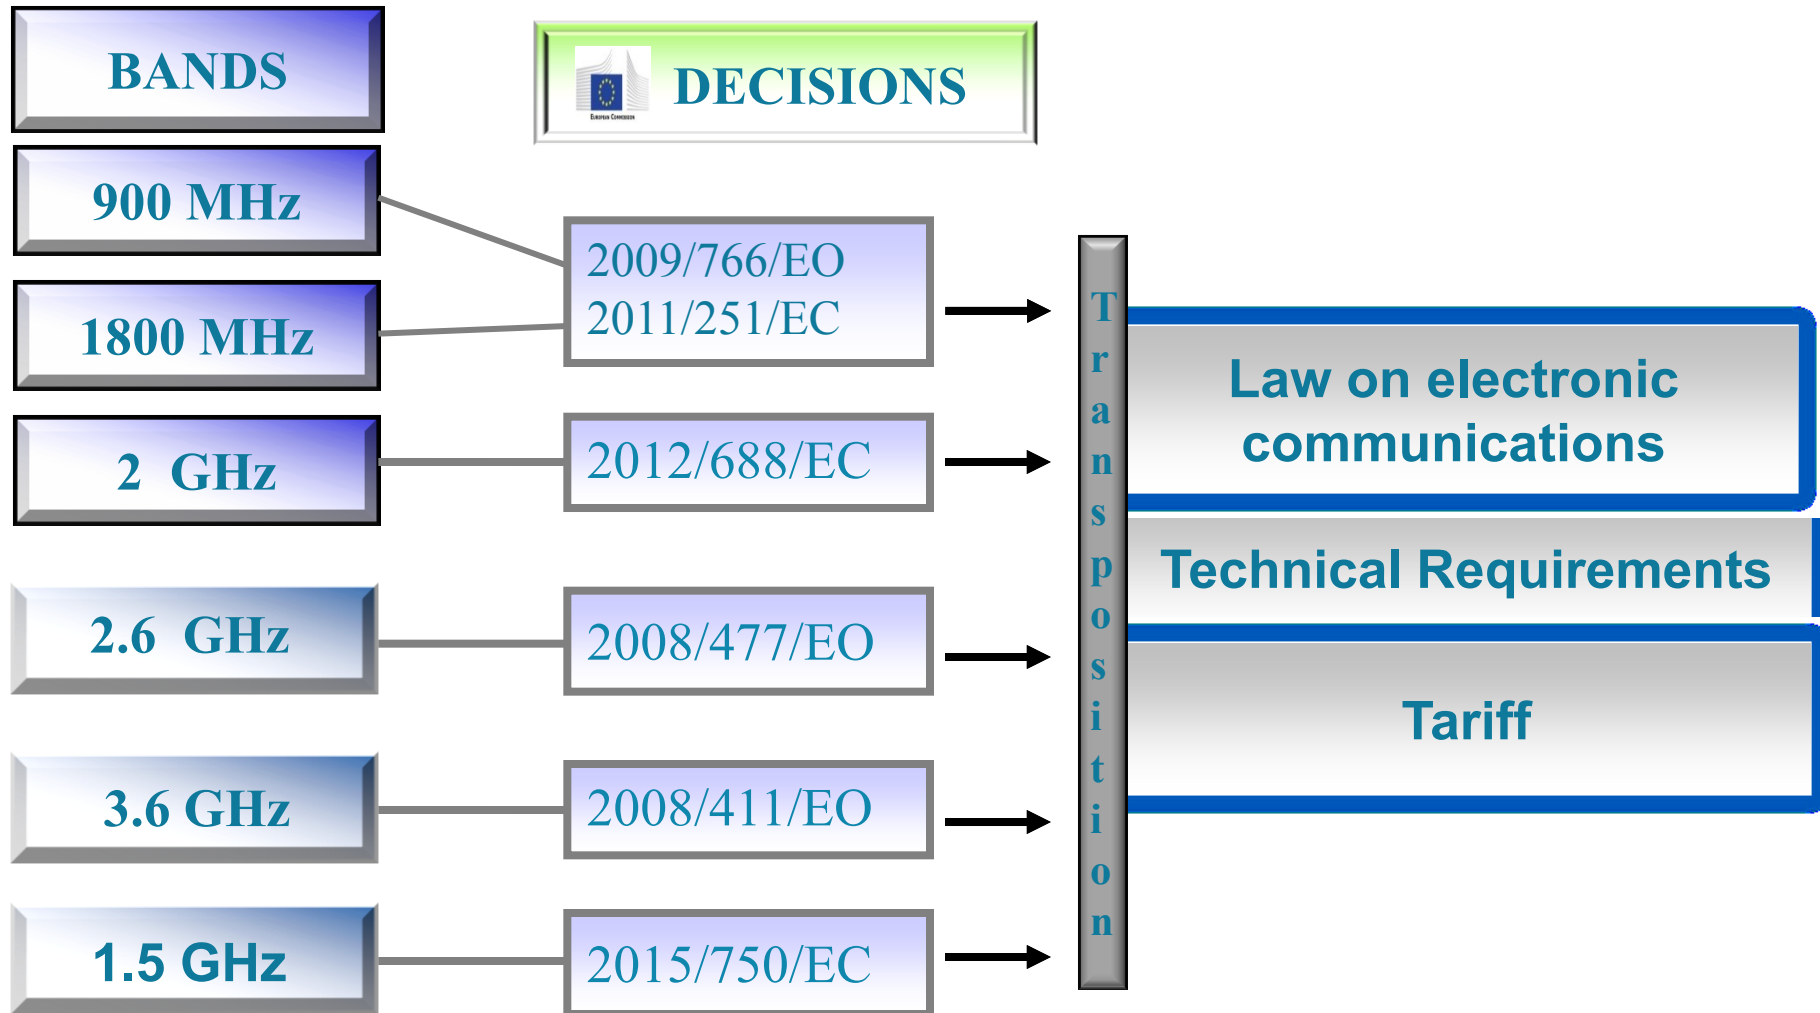 BANDS
EUROPEAN COMMISSION
DECISIONS
900 MHz
1800 MHz
2 GHz
2.6 GHz
3.6 GHz
1.5 GHz
2009/766/EO
2011/251/EC
2012/688/EC
2008/477/EO
2008/411/EO
2015/750/EC
Transposition
Law on electronic
communications
Technical Requirements
Tariff